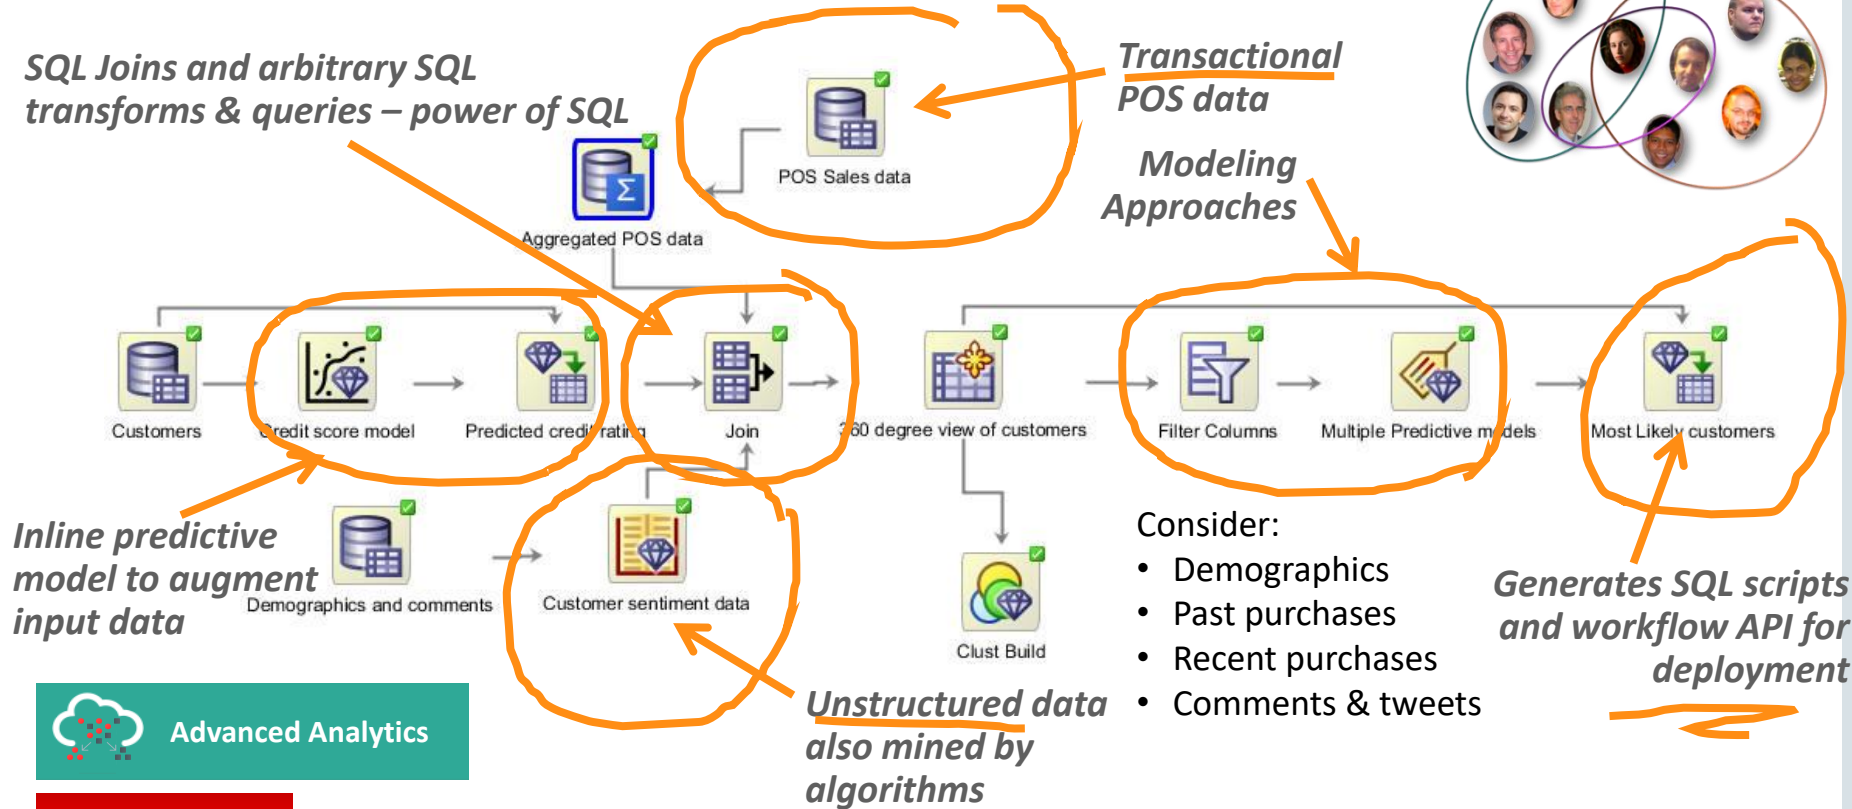 SQL Joins and arbitrary SQL
transforms & queries – power of SQL
Transactional
POS data
POS Sales data
Modeling
Approaches
Σ
Aggregated POS data
Customers
Credit score model
Predicted credit rating
Join
360 degree view of customers
Filter Columns
Multiple Predictive models
Most Likely customers
Inline predictive
model to augment
input data
Demographics and comments
Customer sentiment data
Clust Build
Consider:
• Demographics
• Past purchases
• Recent purchases
• Comments & tweets
Generates SQL scripts
and workflow API for
deployment
Unstructured data
also mined by
algorithms
Advanced Analytics